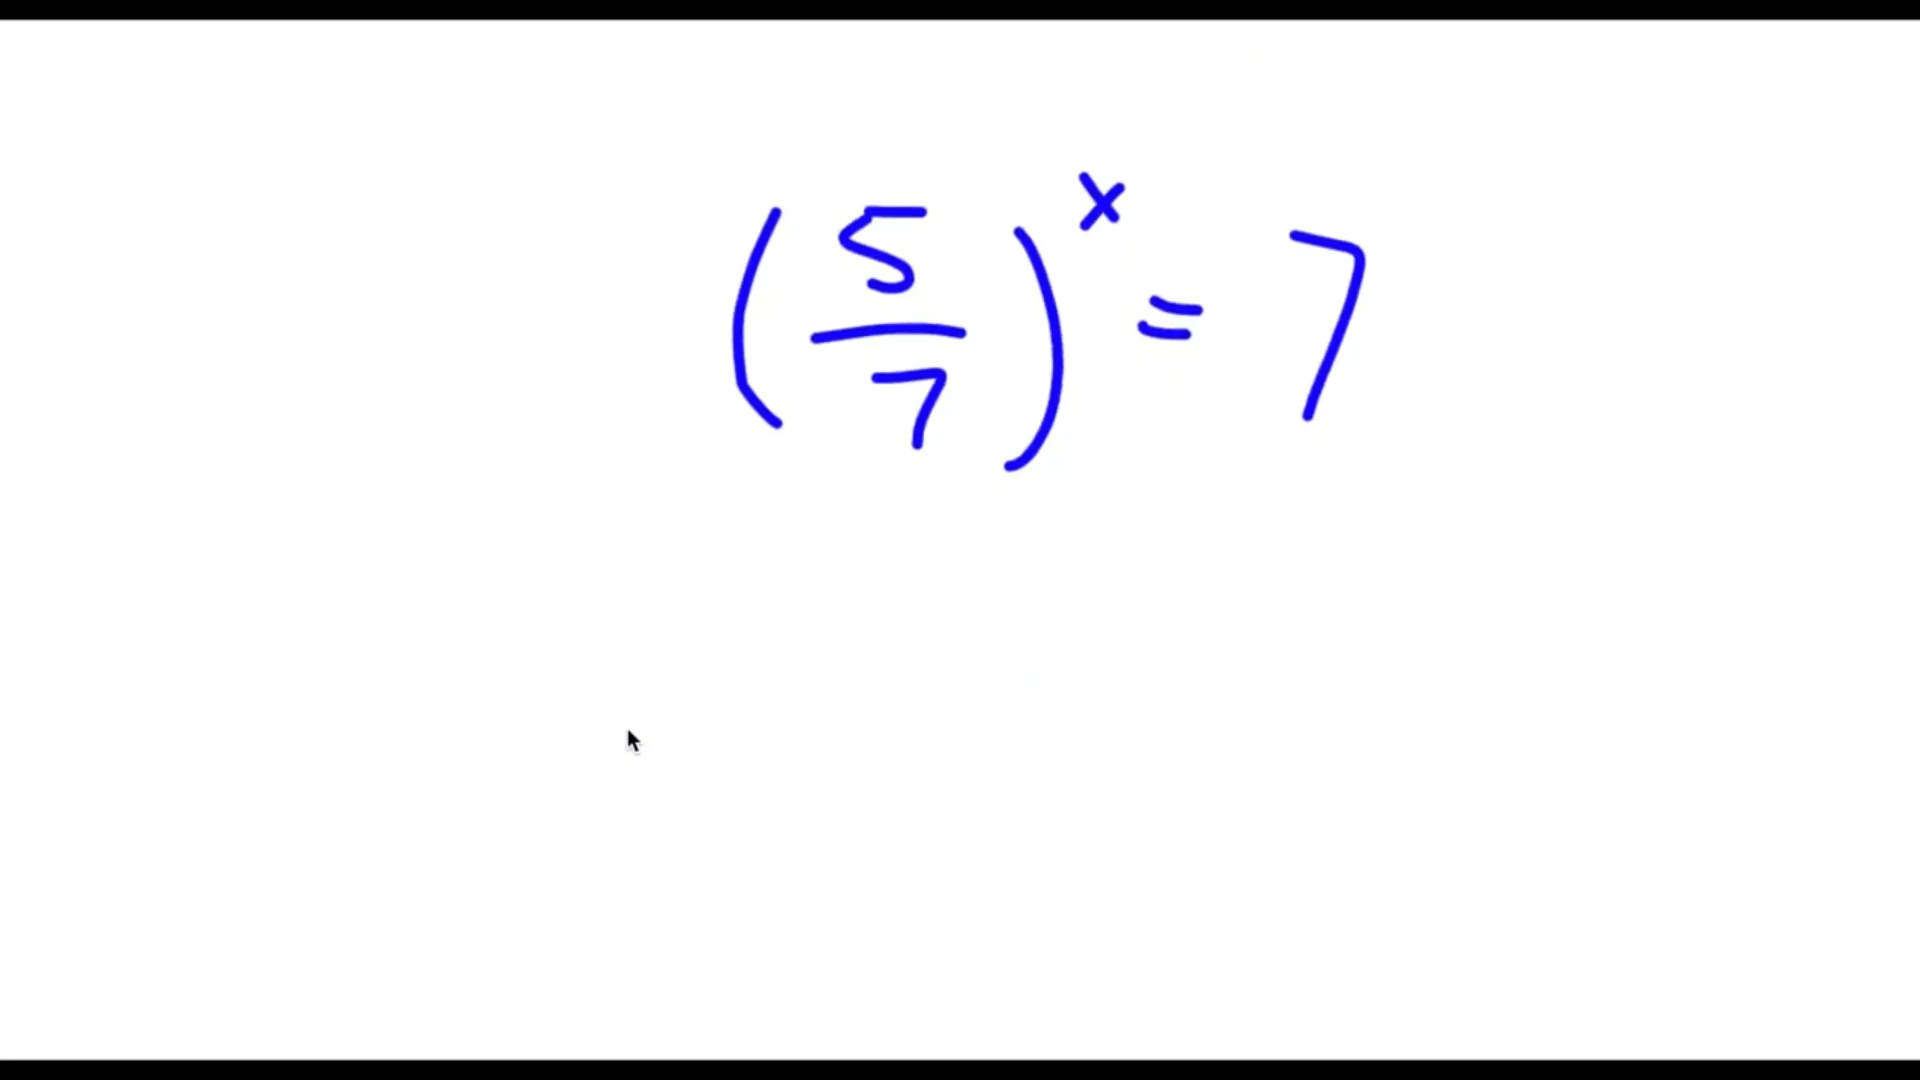 (5/7)^x = 7